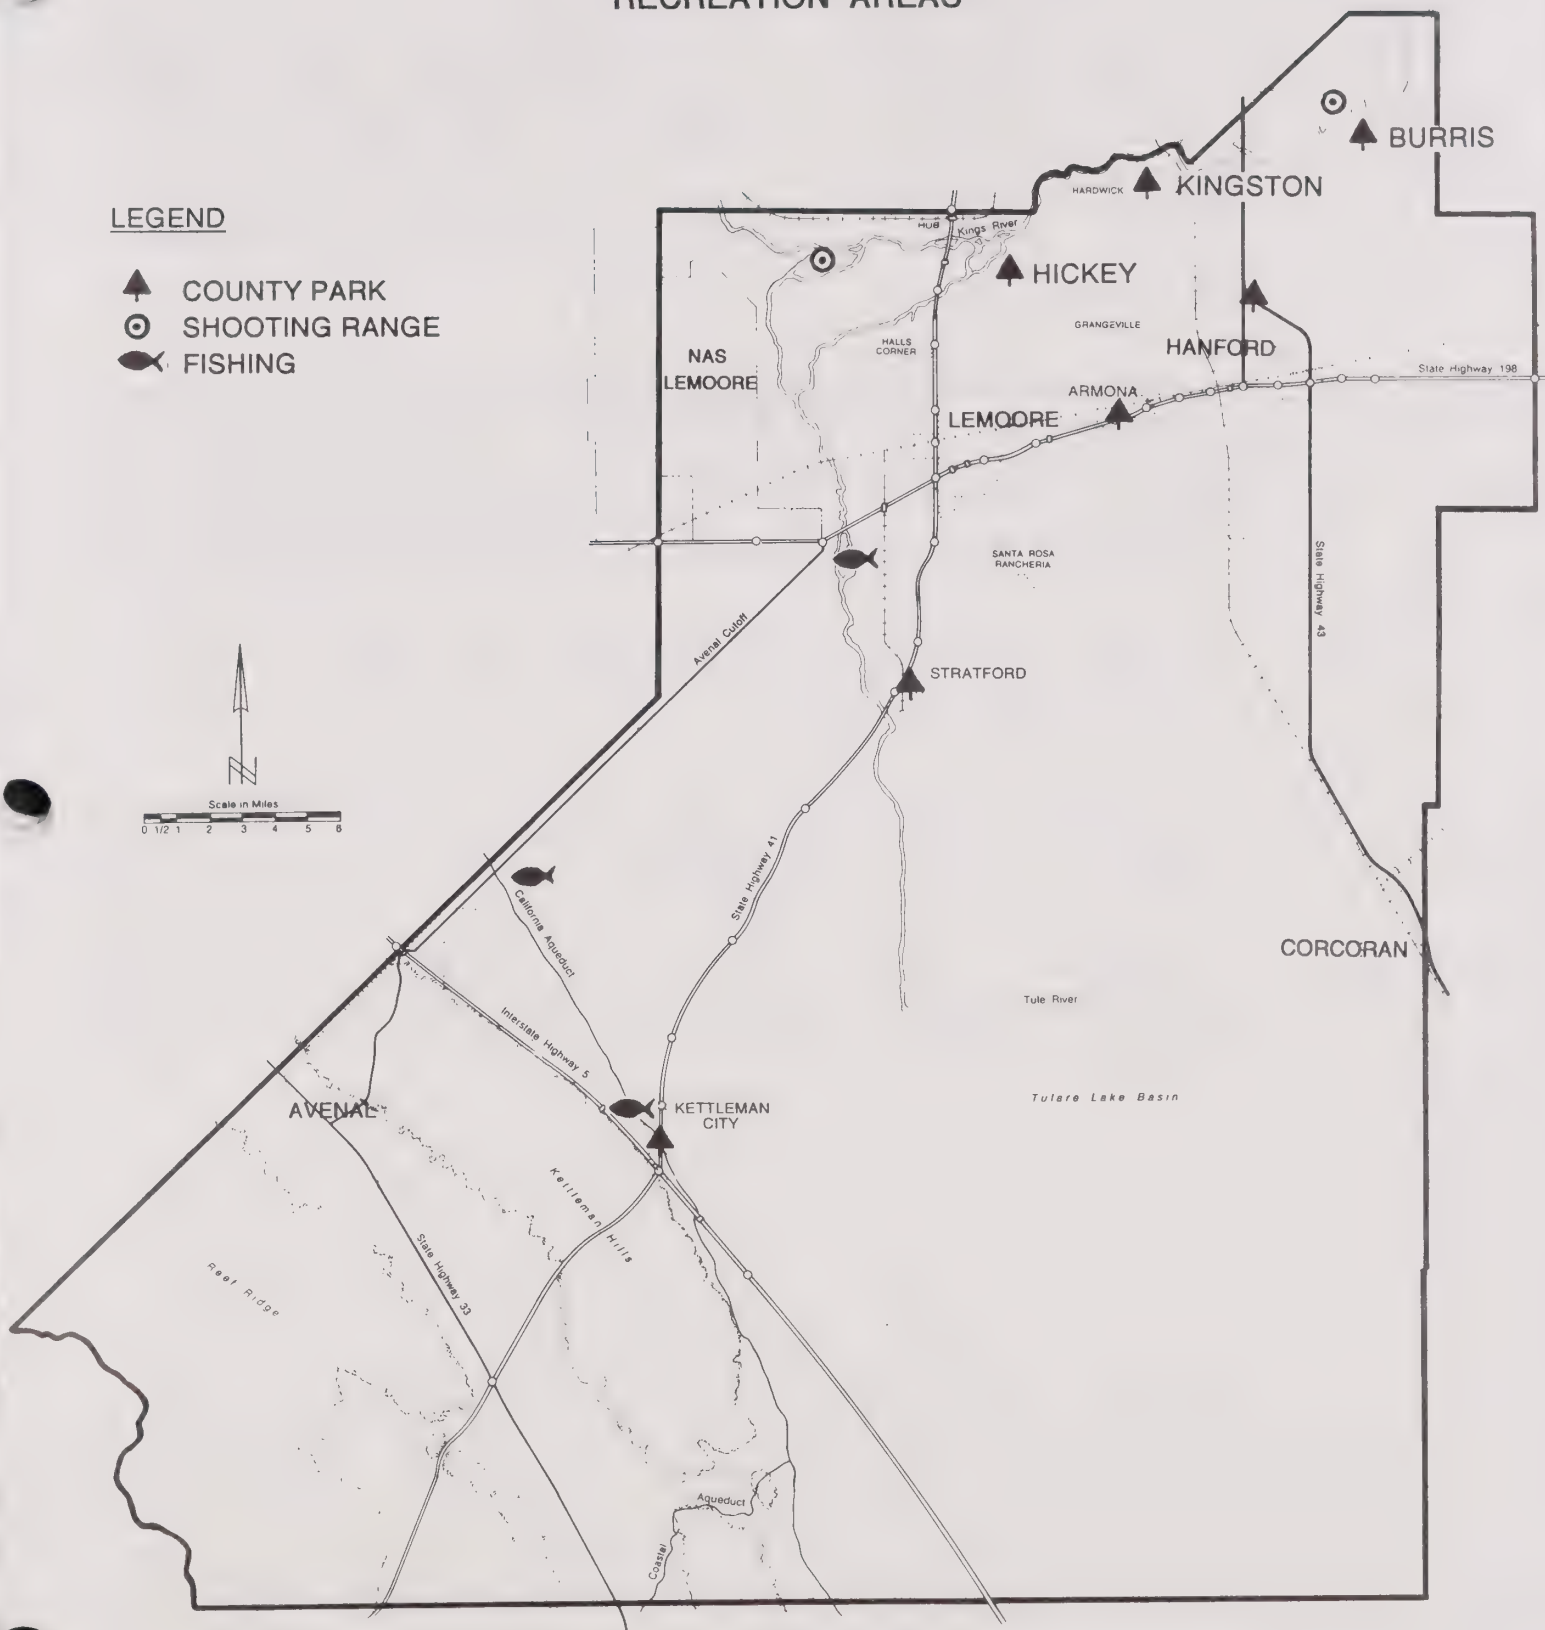 RECREATION AREAS
LEGEND
COUNTY PARK
SHOOTING RANGE
FISHING
BURRIS
HARDWICK
KINGSTON
HUB
Kings River
HICKEY
GRANGEVILLE
HALLS
CORNER
HANFORD
NAS
LEMOORE
State Highway 198
ARMONA
LEMOORE
SANTA ROSA
RANCHERIA
State Highway 43
Avenal Cutoff
STRATFORD
N
Scale in Miles
0 1/2 1 2 3 4 5 6
State Highway 41
California Aqueduct
CORCORAN
Tule River
Interstate Highway 5
Tulare Lake Basin
AVENAL
KETTLEMAN
CITY
Kettleman Hills
State Highway 33
Reef Ridge
Aqueduct
Coastal